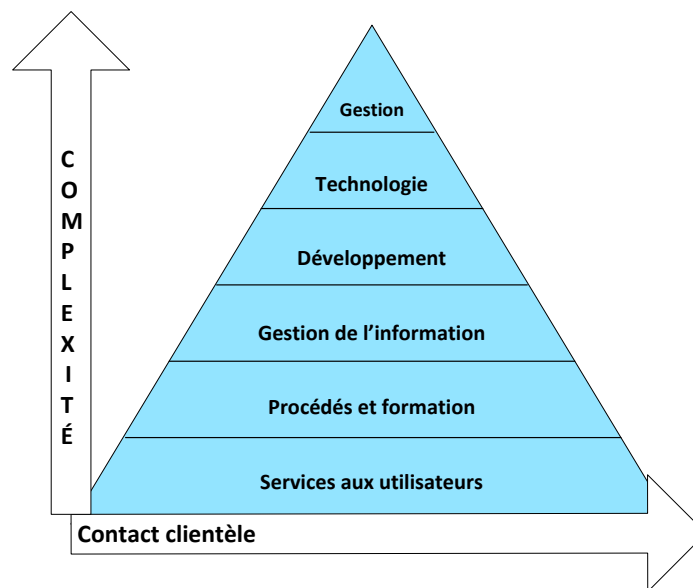 COMPLEXITÉ
Gestion
Technologie
Développement
Gestion de l’information
Procédés et formation
Services aux utilisateurs
Contact clientèle